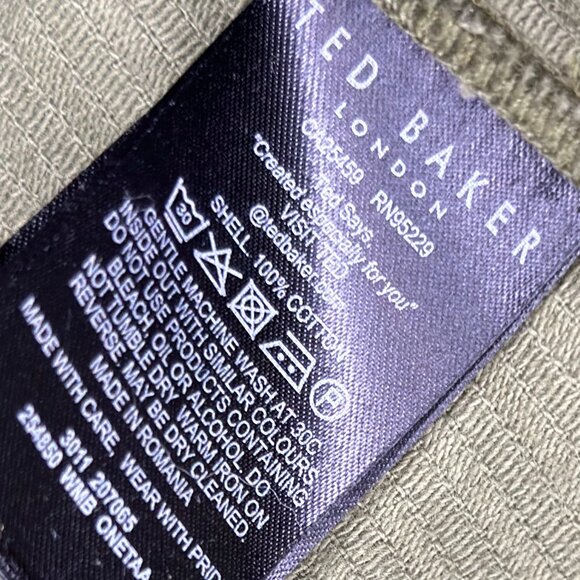 TED BAKER
LONDON
CA25459 RN95229
Ted Says,
"Created especially for you"
VISIT TED
SHELL 100% COTTON
30
P
GENTLE MACHINE WASH AT 30C
INSIDE OUT WITH SIMILAR COLOURS
DO NOT USE PRODUCTS CONTAINING
BLEACH, OIL OR ALCOHOL. DO
NOT TUMBLE DRY. WARM IRON ON
REVERSE. MAY BE DRY CLEANED.
MADE IN ROMANIA
MADE WITH CARE, WEAR WITH PRID
3011 207065
254850 WMB ONETAA